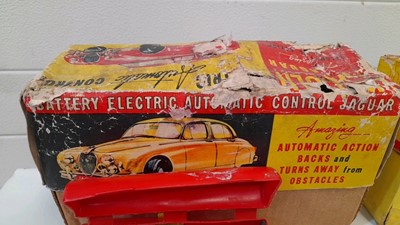 Automatic
CONTROL
BATTERY ELECTRIC AUTOMATIC CONTROL JAGUAR
Amazing
AUTOMATIC ACTION
BACKS and
TURNS AWAY from
OBSTACLES